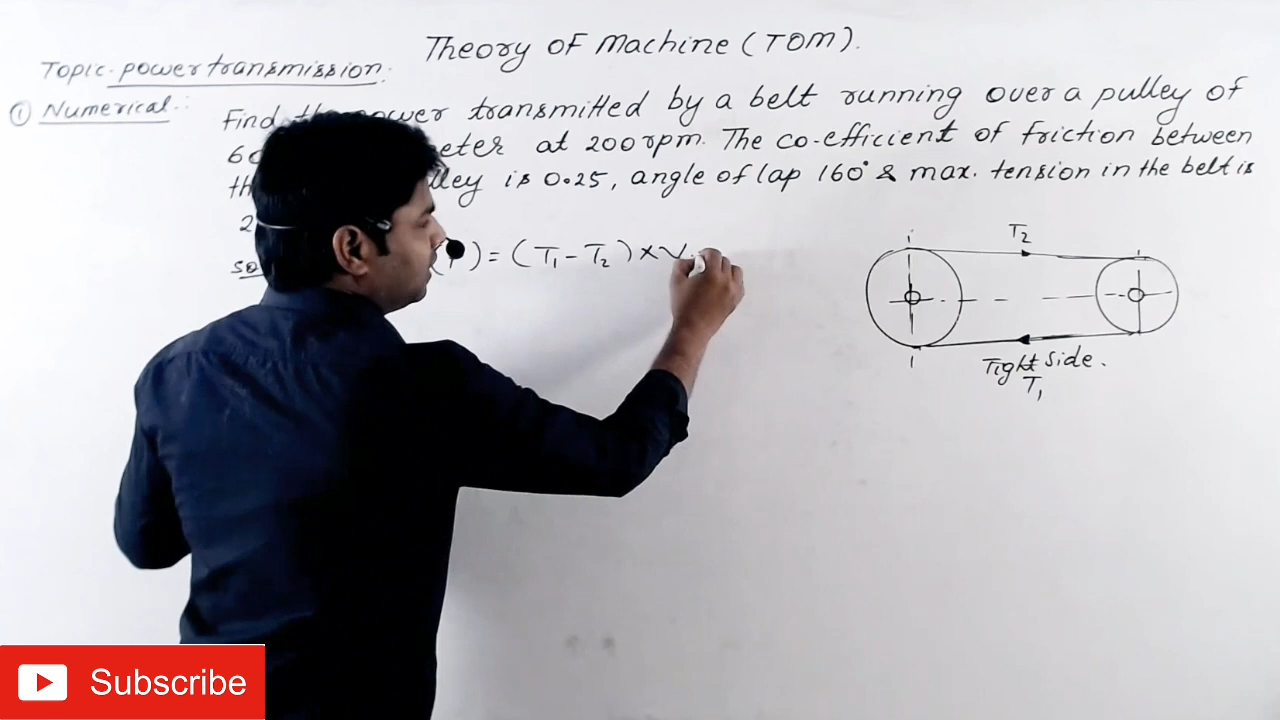 Theory of Machine (TOM).
Topic. power transmission:
① Numerical:
Find the power transmitted by a belt running over a pulley of
at 200 rpm. The co-efficient of friction between
is 0.25, angle of lap 160° & max. tension in the belt is
2
) = (T1 - T2) × V
T2
Tight side.
T1
Subscribe